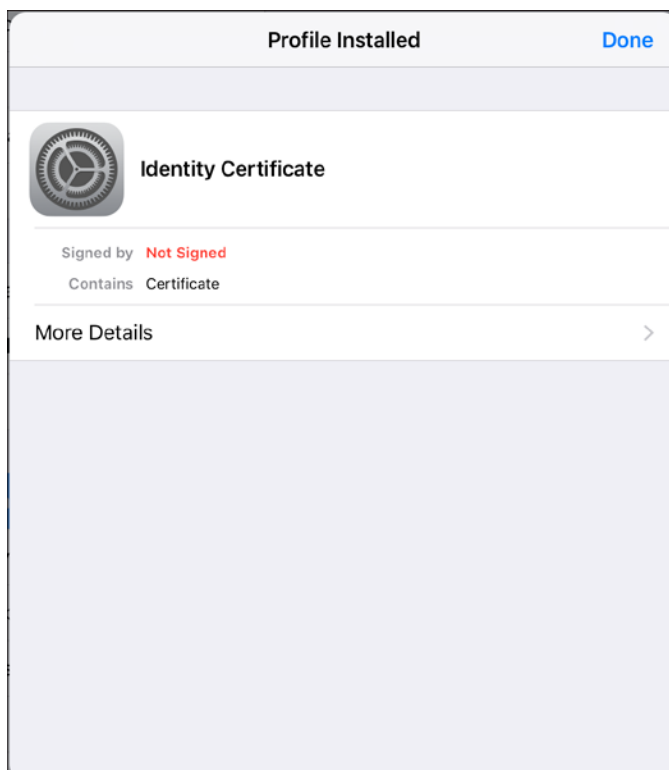 Profile Installed
Done
Identity Certificate
Signed by Not Signed
Contains Certificate
More Details